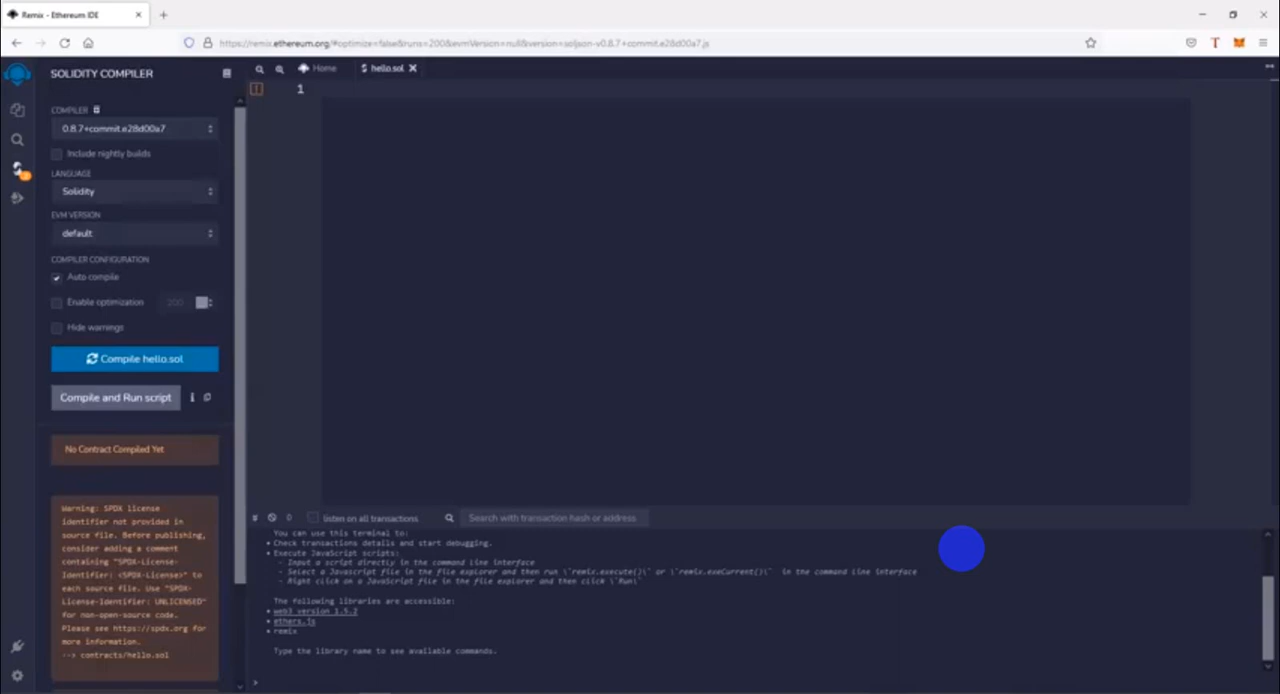 Remix - Ethereum IDE
https://remix.ethereum.org/#optimize=false&runs=200&evmVersion=null&version=soljson-v0.8.7+commit.e28d00a7.js
SOLIDITY COMPILER
COMPILER
0.8.7+commit.e28d00a7
Include nightly builds
LANGUAGE
Solidity
EVM VERSION
default
COMPILER CONFIGURATION
Auto compile
Enable optimization 200
Hide warnings
Compile hello.sol
Compile and Run script
No Contract Compiled Yet
Warning: SPDX license
identifier not provided in
source file. Before publishing,
consider adding a comment
containing "SPDX-License-
Identifier: <SPDX-License>" to
each source file. Use "SPDX-
License-Identifier: UNLICENSED"
for non-open-source code.
Please see https://spdx.org for
more information.
--> contracts/hello.sol
Home
hello.sol
1
0 listen on all transactions Search with transaction hash or address
You can use this terminal to:
• Check transactions details and start debugging.
• Execute JavaScript scripts:
- Input a script directly in the command line interface
- Select a Javascript file in the file explorer and then run \`remix.execute()\` or \`remix.exeCurrent()\` in the command line interface
- Right click on a JavaScript file in the file explorer and then click \`Run\`
The following libraries are accessible:
• web3 version 1.5.2
• ethers.js
• remix
Type the library name to see available commands.
>